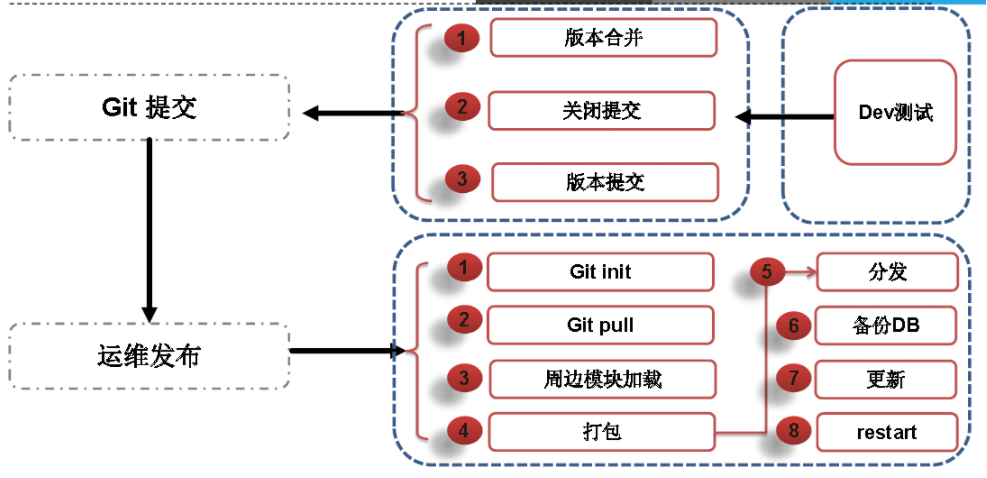 1 版本合并
Git 提交
2 关闭提交
Dev测试
3 版本提交
1 Git init
5 分发
2 Git pull
6 备份DB
运维发布
3 周边模块加载
7 更新
4 打包
8 restart